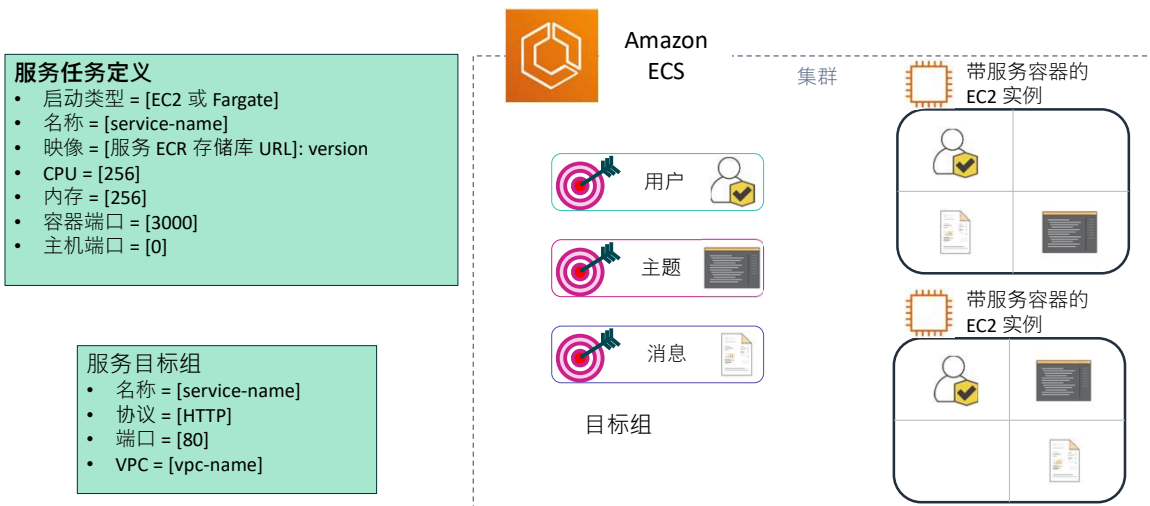 服务任务定义
• 启动类型 = [EC2 或 Fargate]
• 名称 = [service-name]
• 映像 = [服务 ECR 存储库 URL]: version
• CPU = [256]
• 内存 = [256]
• 容器端口 = [3000]
• 主机端口 = [0]
服务目标组
• 名称 = [service-name]
• 协议 = [HTTP]
• 端口 = [80]
• VPC = [vpc-name]
Amazon
ECS
集群
用户
主题
消息
目标组
带服务容器的
EC2 实例
带服务容器的
EC2 实例